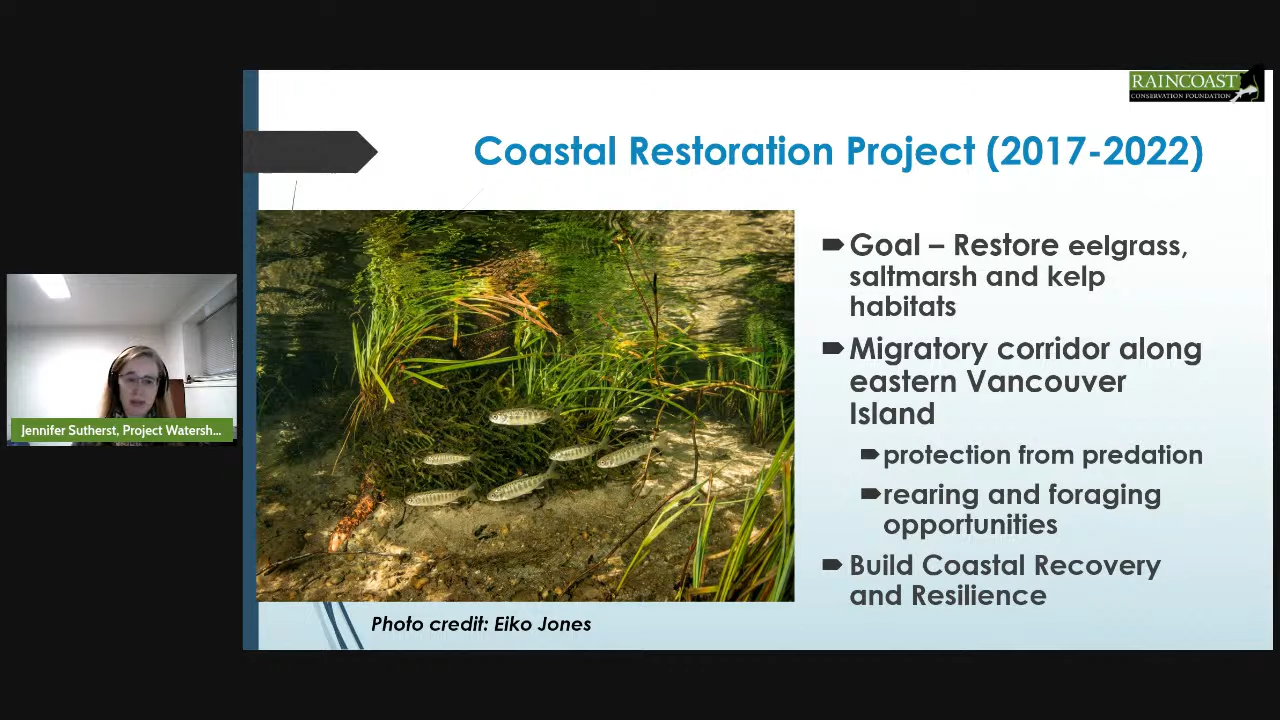 RAINCOAST
CONSERVATION FOUNDATION
Coastal Restoration Project (2017-2022)
Goal – Restore eelgrass,
saltmarsh and kelp
habitats
Migratory corridor along
eastern Vancouver
Island
protection from predation
rearing and foraging
opportunities
Build Coastal Recovery
and Resilience
Photo credit: Eiko Jones
Jennifer Sutherst, Project Watersh...